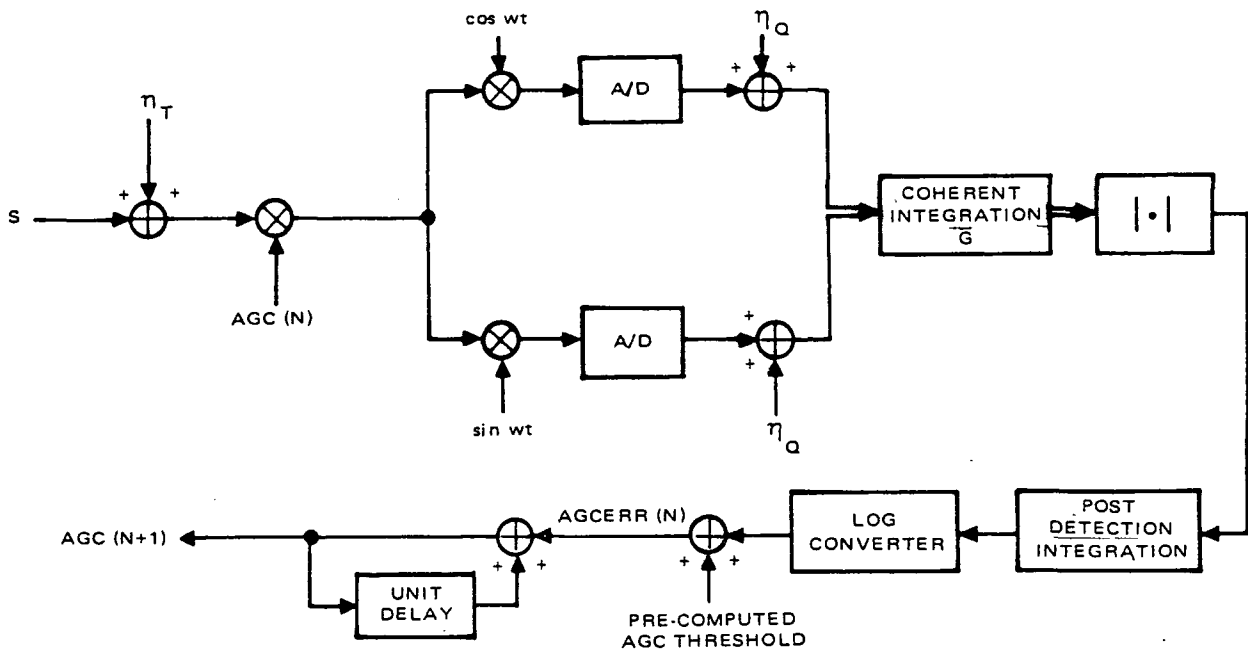 cos wt
η_Q
A/D
η_T
S
AGC (N)
COHERENT
INTEGRATION
G
|•|
A/D
sin wt
η_Q
AGC (N+1)
AGCERR (N)
LOG
CONVERTER
POST
DETECTION
INTEGRATION
UNIT
DELAY
PRE-COMPUTED
AGC THRESHOLD